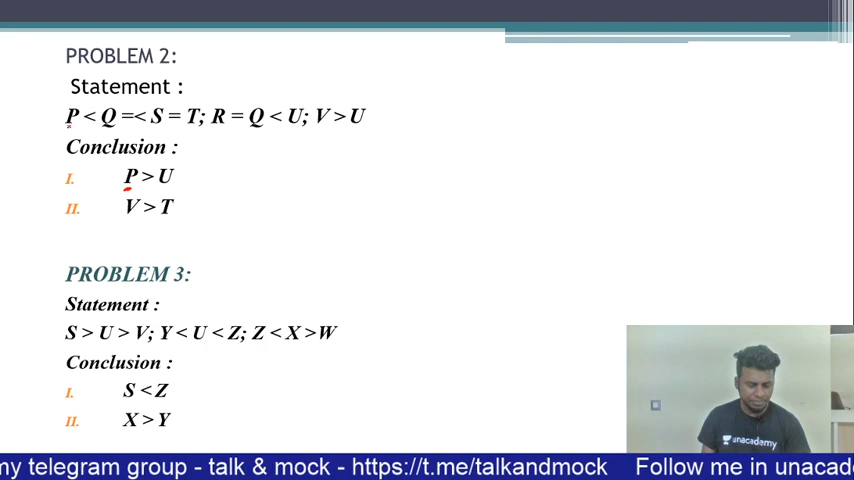 PROBLEM 2:
Statement :
P < Q =< S = T; R = Q < U; V > U
Conclusion :
I. P > U
II. V > T
PROBLEM 3:
Statement :
S > U > V; Y < U < Z; Z < X >W
Conclusion :
I. S < Z
II. X > Y
unacademy
my telegram group - talk & mock - https://t.me/talkandmock Follow me in unacade